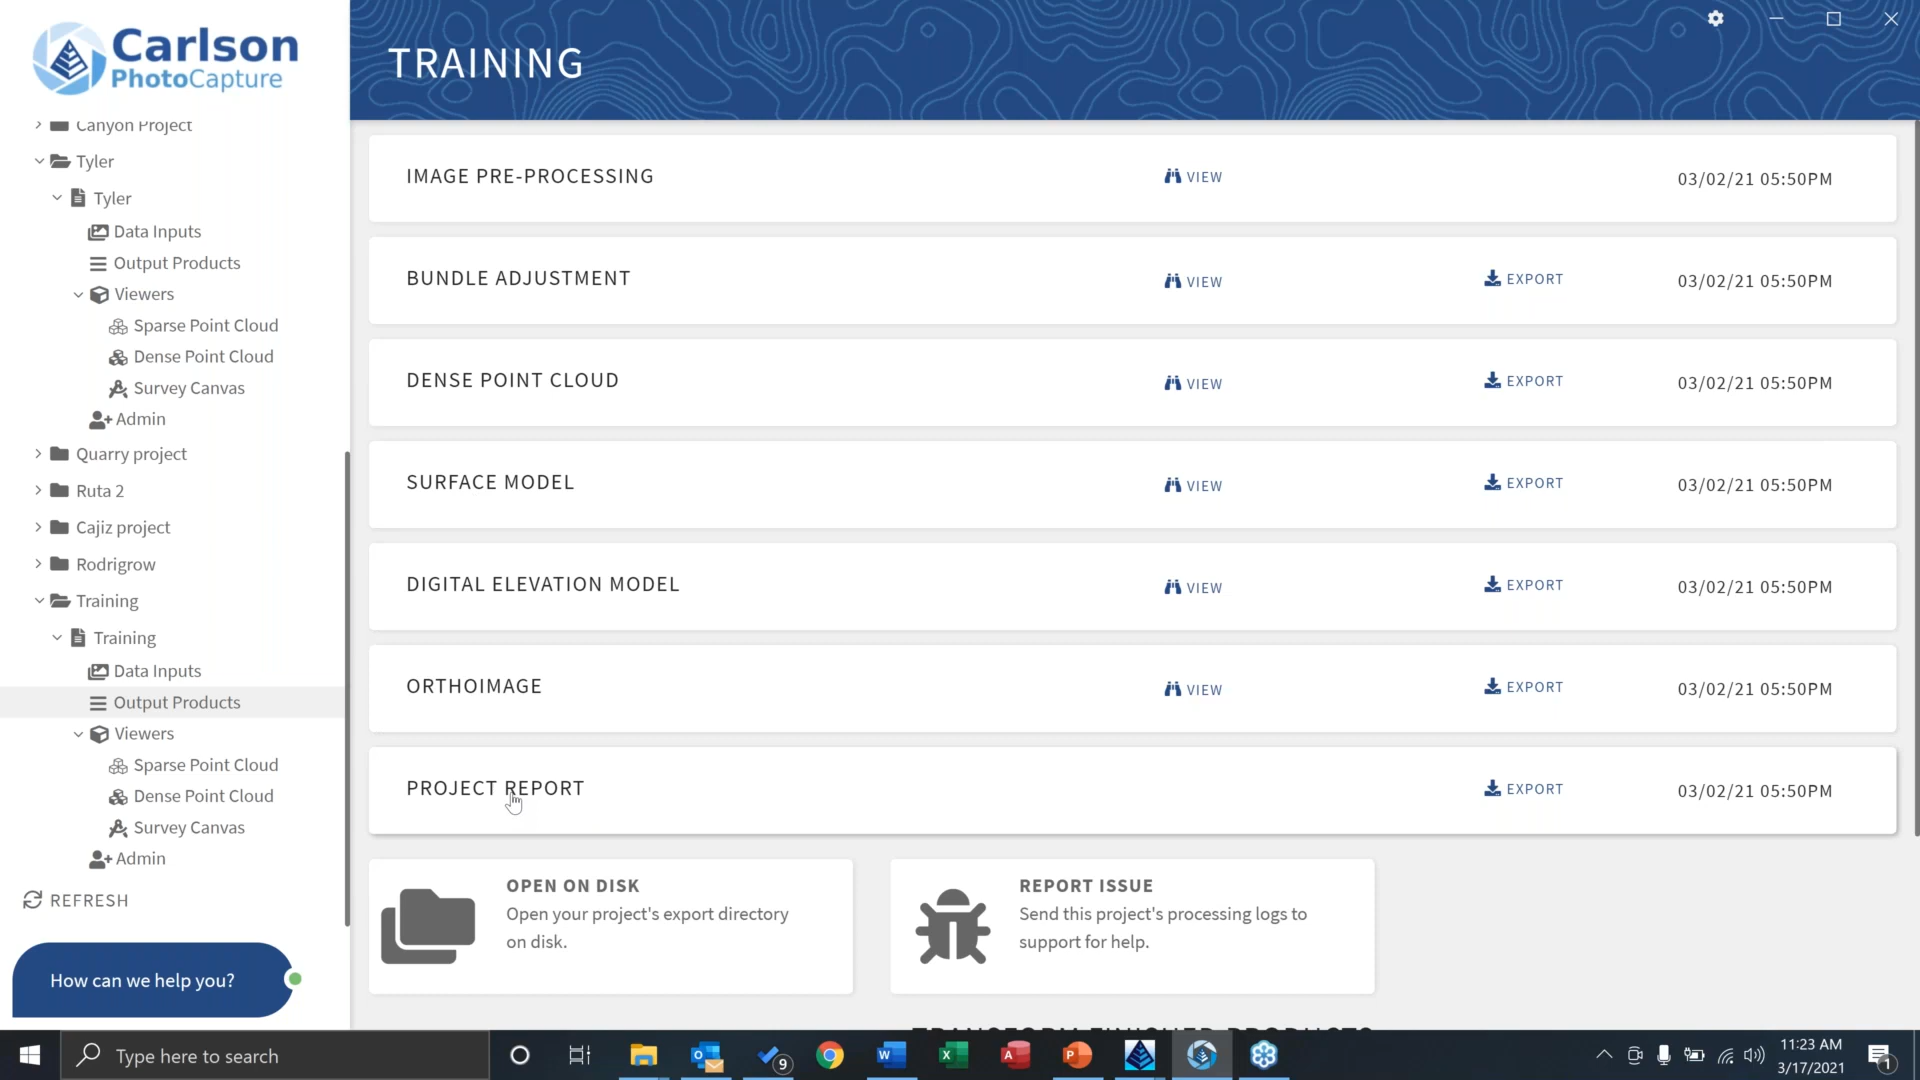 Carlson
PhotoCapture
TRAINING
Canyon Project
Tyler
Tyler
Data Inputs
Output Products
Viewers
Sparse Point Cloud
Dense Point Cloud
Survey Canvas
Admin
Quarry project
Ruta 2
Cajiz project
Rodrigrow
Training
Training
Data Inputs
Output Products
Viewers
Sparse Point Cloud
Dense Point Cloud
Survey Canvas
Admin
REFRESH
How can we help you?
IMAGE PRE-PROCESSING VIEW 03/02/21 05:50PM
BUNDLE ADJUSTMENT VIEW EXPORT 03/02/21 05:50PM
DENSE POINT CLOUD VIEW EXPORT 03/02/21 05:50PM
SURFACE MODEL VIEW EXPORT 03/02/21 05:50PM
DIGITAL ELEVATION MODEL VIEW EXPORT 03/02/21 05:50PM
ORTHOIMAGE VIEW EXPORT 03/02/21 05:50PM
PROJECT REPORT EXPORT 03/02/21 05:50PM
OPEN ON DISK
Open your project's export directory
on disk.
REPORT ISSUE
Send this project's processing logs to
support for help.
TRANSFORM FINISHED PRODUCTS
Type here to search
9
11:23 AM
3/17/2021
1